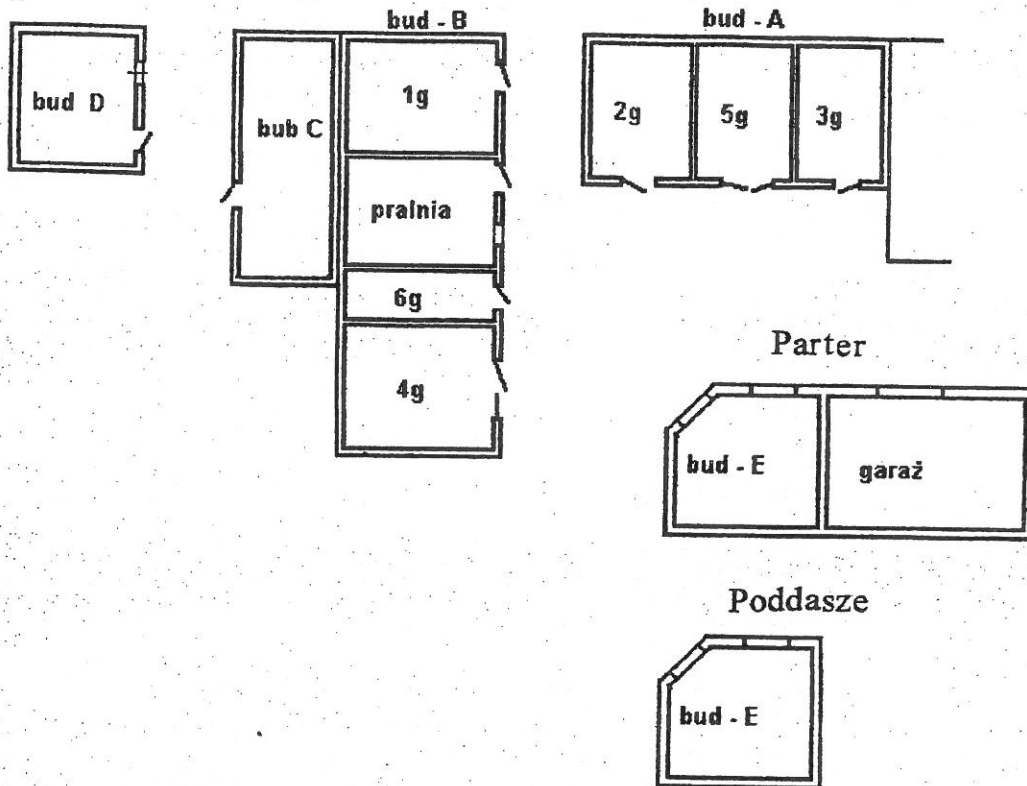 bud - B
bud - A
bud D
bub C
1g
2g
5g
3g
pralnia
6g
4g
Parter
bud - E
garaż
Poddasze
bud - E